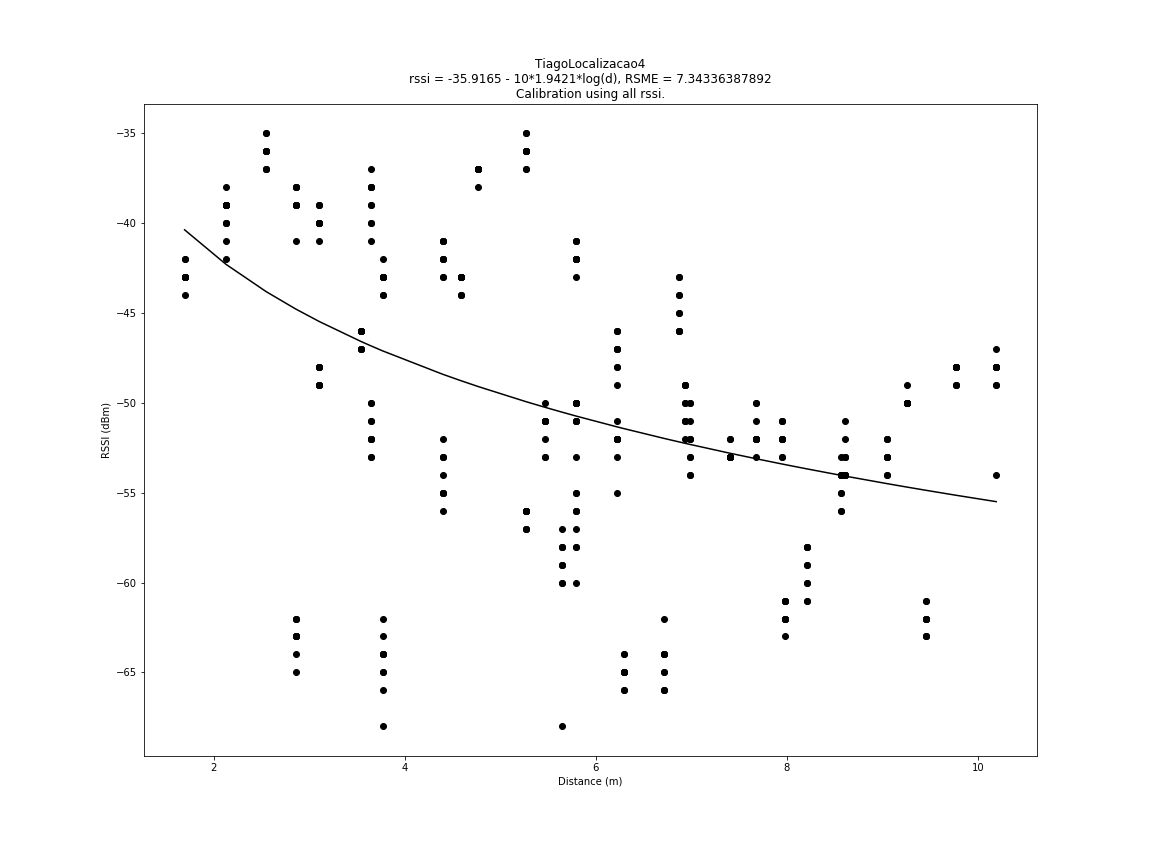 TiagoLocalizacao4
rssi = -35.9165 - 10*1.9421*log(d), RSME = 7.34336387892
Calibration using all rssi.
RSSI (dBm)
−35
−40
−45
−50
−55
−60
−65
2
4
6
8
10
Distance (m)